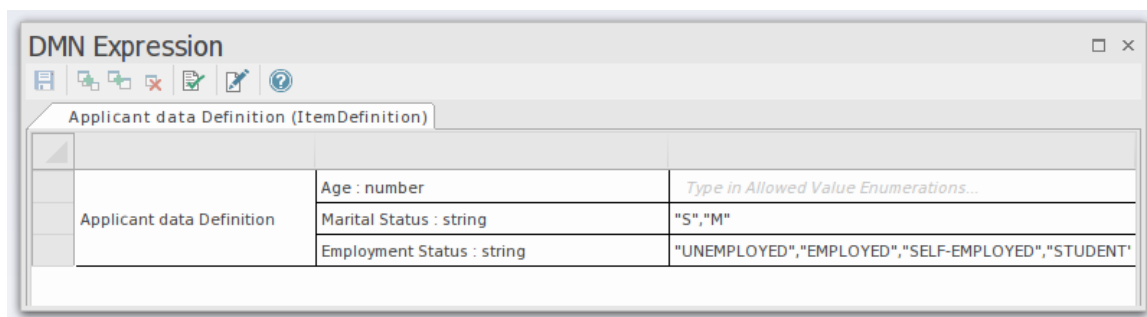 DMN Expression
Applicant data Definition (ItemDefinition)
Age : number
Type in Allowed Value Enumerations...
Applicant data Definition
Marital Status : string
"S","M"
Employment Status : string
"UNEMPLOYED","EMPLOYED","SELF-EMPLOYED","STUDENT'